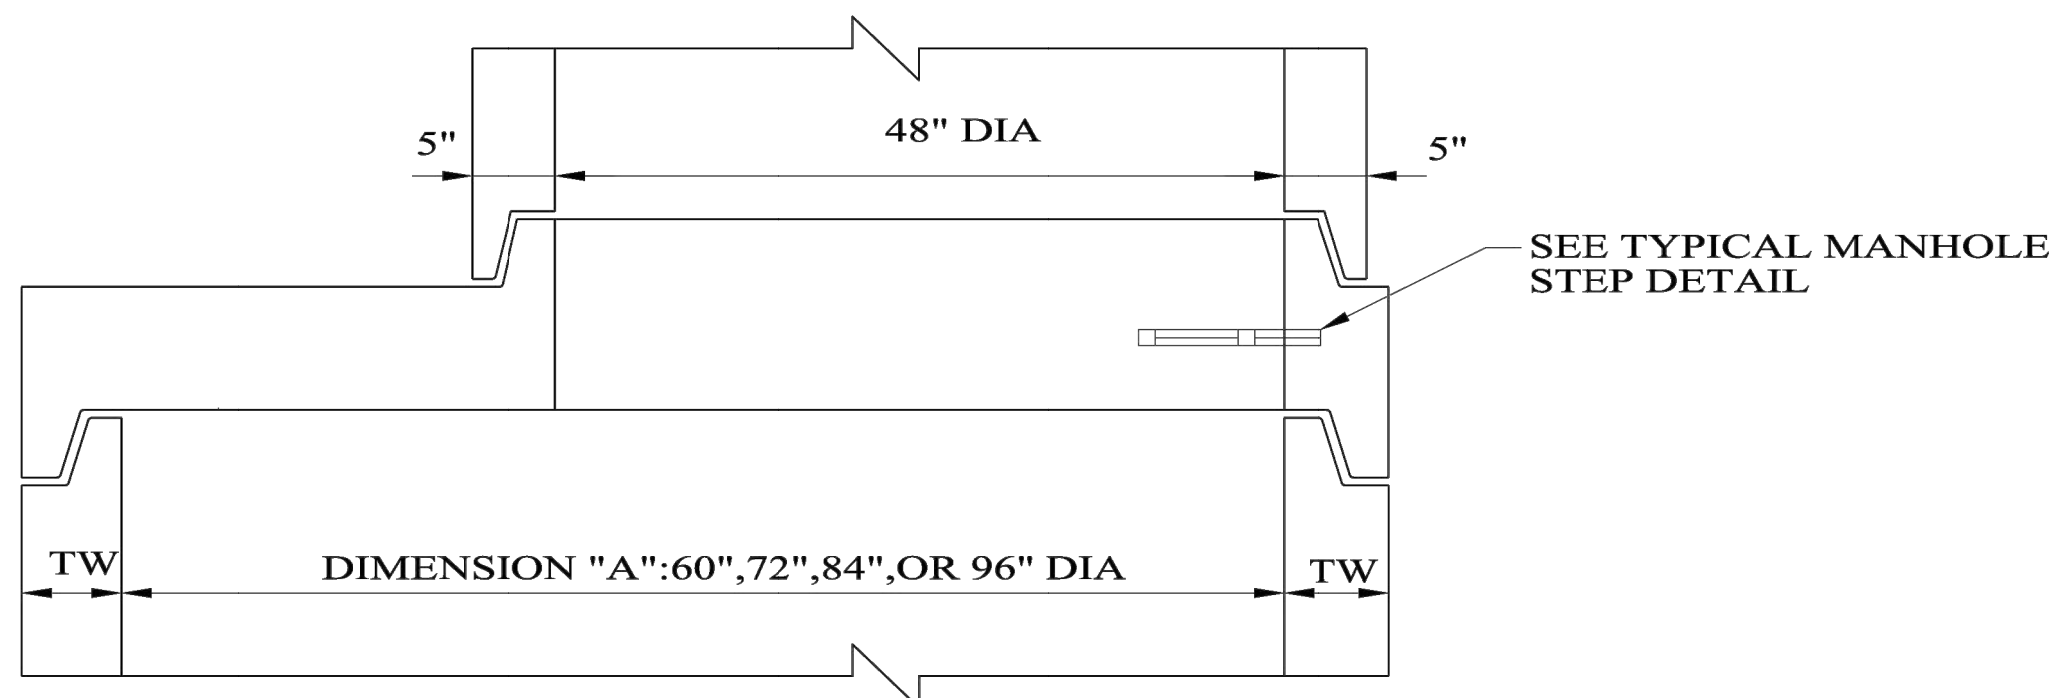 48" DIA
5"
5"
SEE TYPICAL MANHOLE
STEP DETAIL
TW
DIMENSION "A":60",72",84",OR 96" DIA
TW